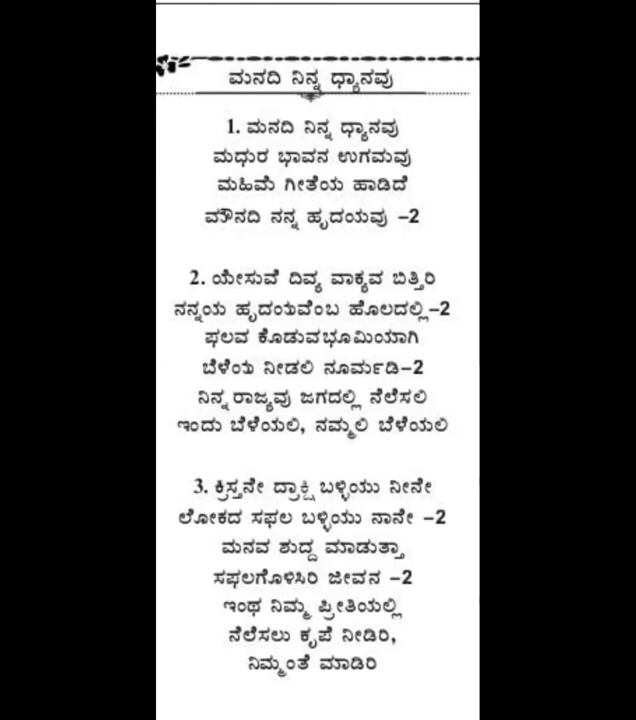 ಮನದಿ ನಿನ್ನ ಧ್ಯಾನವು
1. ಮನದಿ ನಿನ್ನ ಧ್ಯಾನವು
ಮಧುರ ಭಾವನ ಉಗಮವು
ಮಹಿಮೆ ಗೀತೆಯ ಹಾಡಿದೆ
ಮೌನದಿ ನನ್ನ ಹೃದಯವು –2
2. ಯೇಸುವೆ ದಿವ್ಯ ವಾಕ್ಯವ ಬಿತ್ತಿರಿ
ನನ್ನಯ ಹೃದಯವೆಂಬ ಹೊಲದಲ್ಲಿ–2
ಫಲವ ಕೊಡುವಭೂಮಿಯಾಗಿ
ಬೆಳೆಯ ನೀಡಲಿ ನೂರ್ಮಡಿ–2
ನಿನ್ನ ರಾಜ್ಯವು ಜಗದಲ್ಲಿ ನೆಲೆಸಲಿ
ಇಂದು ಬೆಳೆಯಲಿ, ನಮ್ಮಲಿ ಬೆಳೆಯಲಿ
3. ಕ್ರಿಸ್ತನೇ ದ್ರಾಕ್ಷಿ ಬಳ್ಳಿಯು ನೀನೇ
ಲೋಕದ ಸಫಲ ಬಳ್ಳಿಯು ನಾನೇ –2
ಮನವ ಶುದ್ದ ಮಾಡುತ್ತಾ
ಸಫಲಗೊಳಿಸಿರಿ ಜೀವನ –2
ಇಂಥ ನಿಮ್ಮ ಪ್ರೀತಿಯಲ್ಲಿ
ನೆಲೆಸಲು ಕೃಪೆ ನೀಡಿರಿ,
ನಿಮ್ಮಂತೆ ಮಾಡಿರಿ